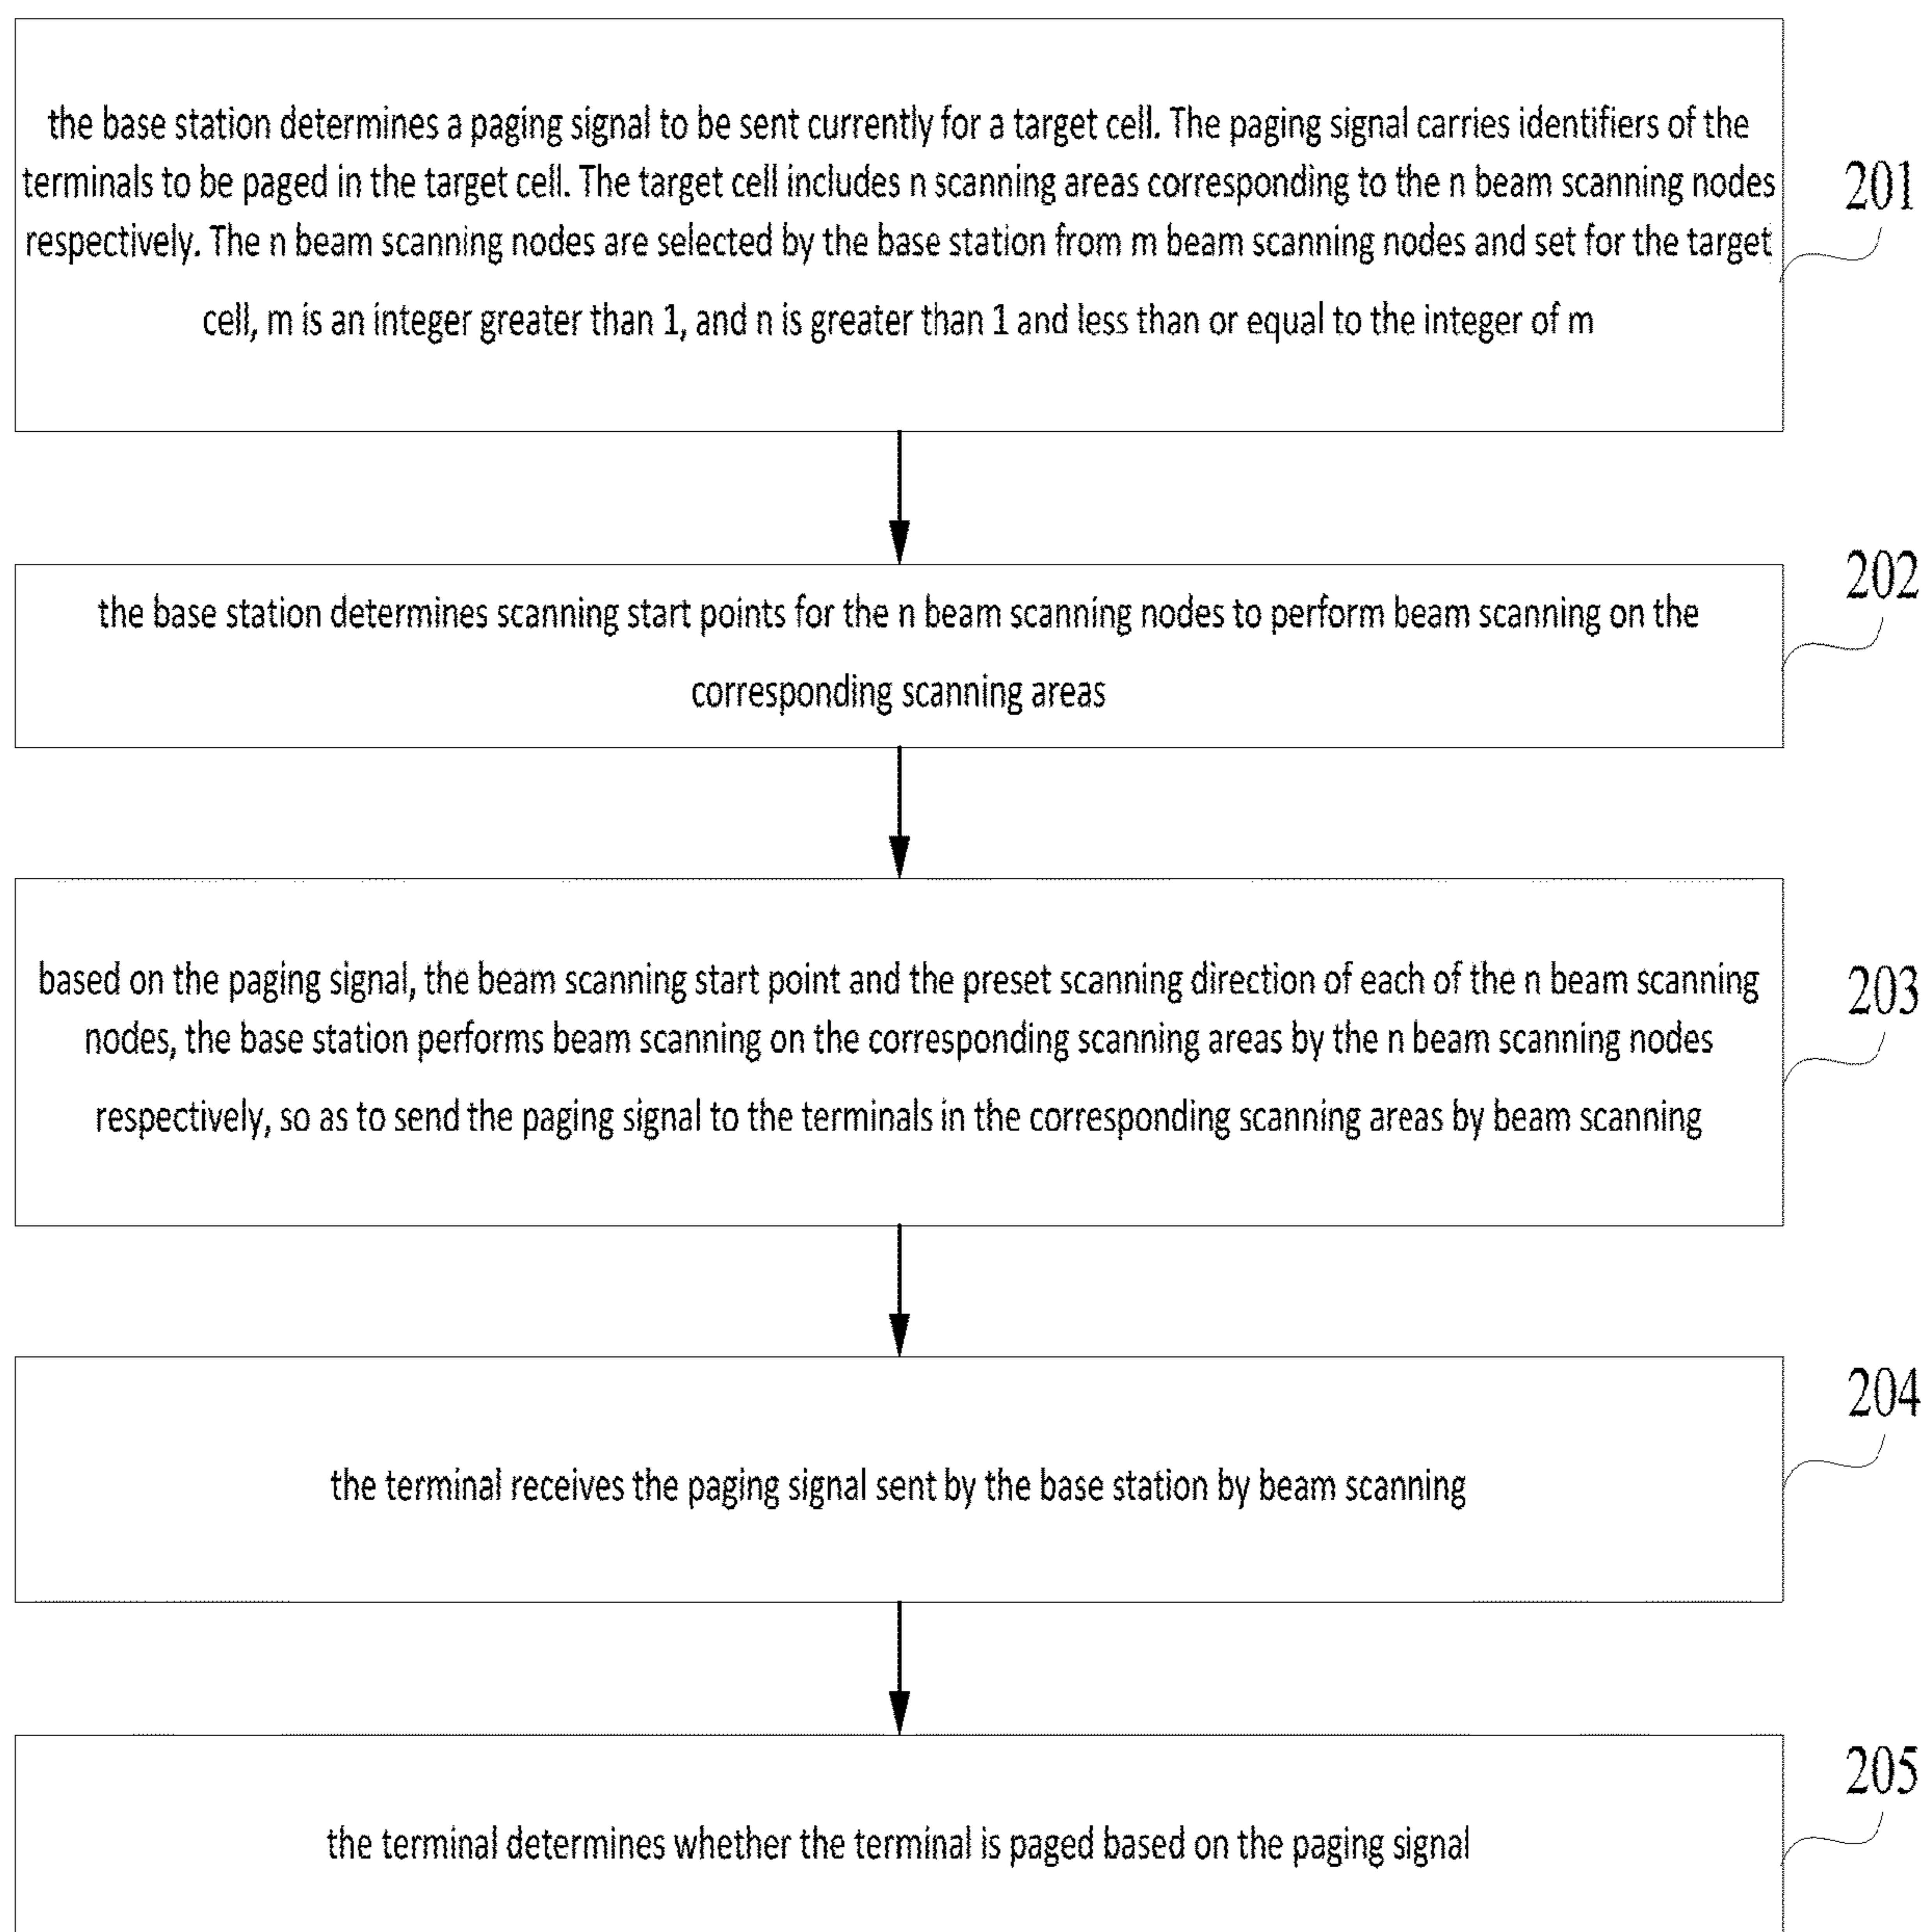 the base station determines a paging signal to be sent currently for a target cell. The paging signal carries identifiers of the
terminals to be paged in the target cell. The target cell includes n scanning areas corresponding to the n beam scanning nodes
respectively. The n beam scanning nodes are selected by the base station from m beam scanning nodes and set for the target
cell, m is an integer greater than 1, and n is greater than 1 and less than or equal to the integer of m
201
the base station determines scanning start points for the n beam scanning nodes to perform beam scanning on the
corresponding scanning areas
202
based on the paging signal, the beam scanning start point and the preset scanning direction of each of the n beam scanning
nodes, the base station performs beam scanning on the corresponding scanning areas by the n beam scanning nodes
respectively, so as to send the paging signal to the terminals in the corresponding scanning areas by beam scanning
203
the terminal receives the paging signal sent by the base station by beam scanning
204
the terminal determines whether the terminal is paged based on the paging signal
205